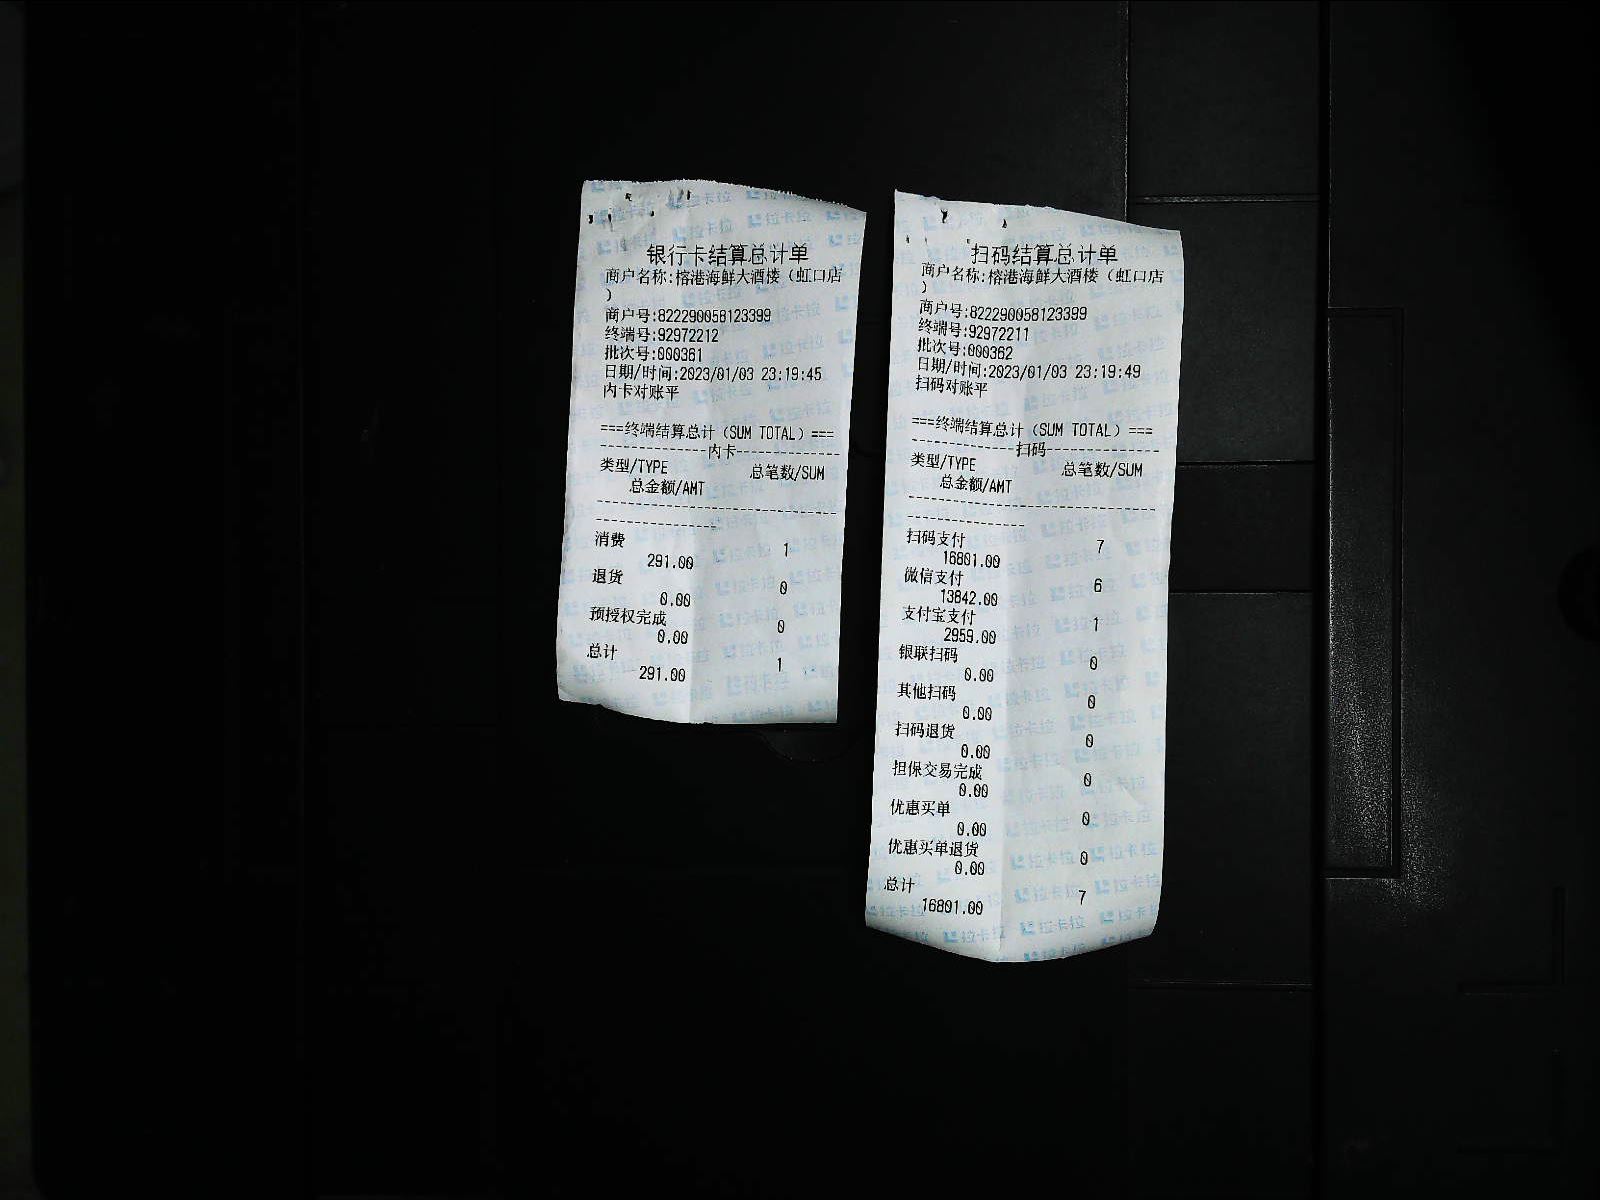 银行卡结算总计单
商户名称:榕港海鲜大酒楼（虹口店
）
商户号:822290058123399
终端号:92972212
批次号:000361
日期/时间:2023/01/03 23:19:45
内卡对账平
===终端结算总计（SUM TOTAL）===
---------------内卡---------------
类型/TYPE 总笔数/SUM
总金额/AMT
消费 1
291.00
退货 0
0.00
预授权完成 0
0.00
总计 1
291.00
扫码结算总计单
商户名称:榕港海鲜大酒楼（虹口店
）
商户号:822290058123399
终端号:92972211
批次号:000362
日期/时间:2023/01/03 23:19:49
扫码对账平
===终端结算总计（SUM TOTAL）===
---------------扫码---------------
类型/TYPE 总笔数/SUM
总金额/AMT
扫码支付 7
16801.00
微信支付 6
13842.00
支付宝支付 1
2959.00
银联扫码 0
0.00
其他扫码 0
0.00
扫码退货 0
0.00
担保交易完成 0
0.00
优惠买单 0
0.00
优惠买单退货 0
0.00
总计 7
16801.00
拉卡拉